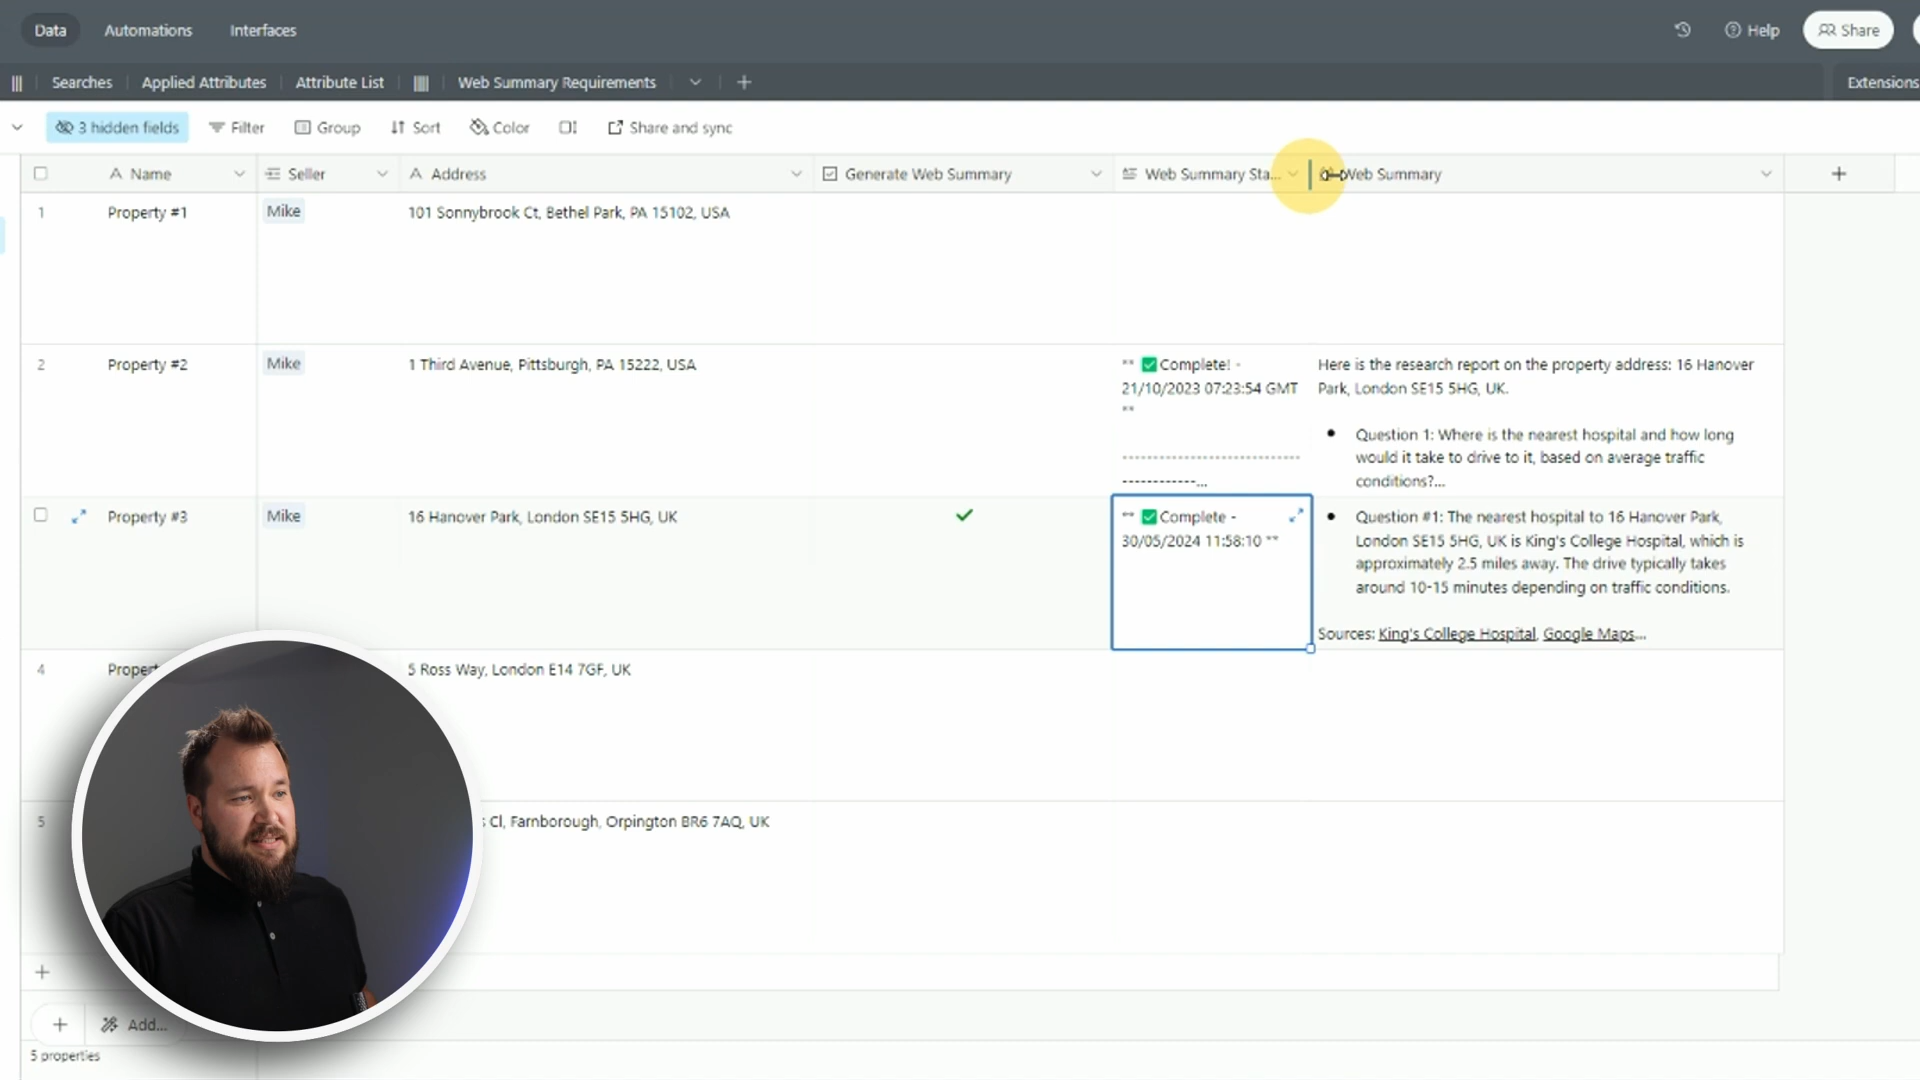 Data Automations Interfaces Help Share
Searches Applied Attributes Attribute List Web Summary Requirements Extensions
3 hidden fields Filter Group Sort Color Share and sync
Name Seller Address Generate Web Summary Web Summary Sta... Web Summary
1 Property #1 Mike 101 Sonnybrook Ct, Bethel Park, PA 15102, USA
2 Property #2 Mike 1 Third Avenue, Pittsburgh, PA 15222, USA
** ✅Complete! -
21/10/2023 07:23:54 GMT
**
----------------------------
------------...
Here is the research report on the property address: 16 Hanover
Park, London SE15 5HG, UK.
• Question 1: Where is the nearest hospital and how long
would it take to drive to it, based on average traffic
conditions?...
Property #3 Mike 16 Hanover Park, London SE15 5HG, UK
** ✅Complete -
30/05/2024 11:58:10 **
• Question #1: The nearest hospital to 16 Hanover Park,
London SE15 5HG, UK is King's College Hospital, which is
approximately 2.5 miles away. The drive typically takes
around 10-15 minutes depending on traffic conditions.
Sources: King's College Hospital, Google Maps...
4 5 Ross Way, London E14 7GF, UK
5 Cl, Farnborough, Orpington BR6 7AQ, UK
Add...
5 properties